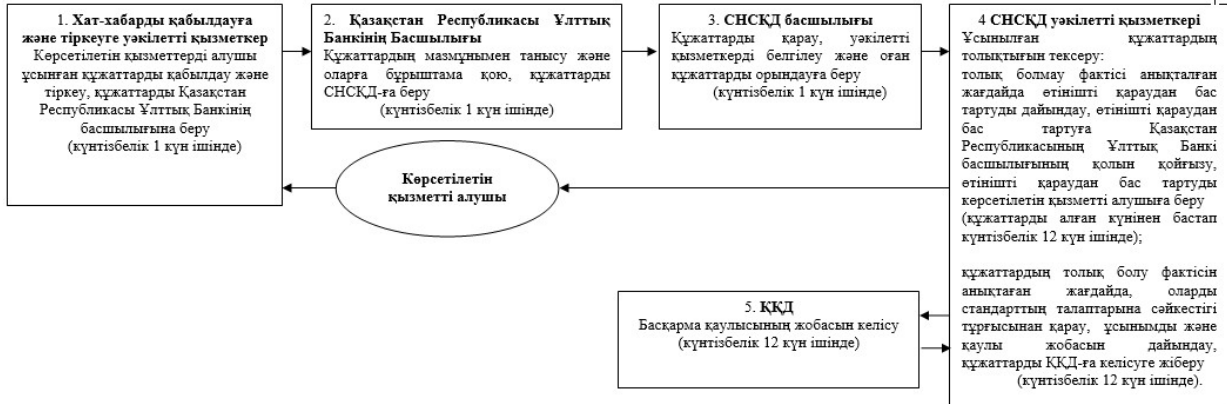 1. Хат-хабарды қабылдауға
және тіркеуге уәкілетті қызметкер
Көрсетілетін қызметтерді алушы
ұсынған құжаттарды қабылдау және
тіркеу, құжаттарды Қазақстан
Республикасы Ұлттық Банкінің
басшылығына беру
(күнтізбелік 1 күн ішінде)
2. Қазақстан Республикасы Ұлттық
Банкінің Басшылығы
Құжаттардың мазмұнымен танысу және
оларға бұрыштама қою, құжаттарды
СНСҚД-ға беру
(күнтізбелік 1 күн ішінде)
3. СНСҚД басшылығы
Құжаттарды қарау, уәкілетті
қызметкерді белгілеу және оған
құжаттарды орындауға беру
(күнтізбелік 1 күн ішінде)
4 СНСҚД уәкілетті қызметкері
Ұсынылған құжаттардың
толықтығын тексеру:
толық болмау фактісі анықталған
жағдайда өтінішті қараудан бас
тартуды дайындау, өтінішті қараудан
бас тартуға Қазақстан
Республикасының Ұлттық Банкі
басшылығының қолын қойғызу,
өтінішті қараудан бас тартуды
көрсетілетін қызметті алушыға беру
(құжаттарды алған күнінен бастап
күнтізбелік 12 күн ішінде);
құжаттардың толық болу фактісін
анықтаған жағдайда, оларды
стандарттың талаптарына сәйкестігі
тұрғысынан қарау, ұсынымды және
қаулы жобасын дайындау,
құжаттарды ҚҚД-ға келісуге жіберу
(күнтізбелік 12 күн ішінде).
Көрсетілетін
қызметті алушы
5. ҚҚД
Басқарма қаулысының жобасын келісу
(күнтізбелік 12 күн ішінде)